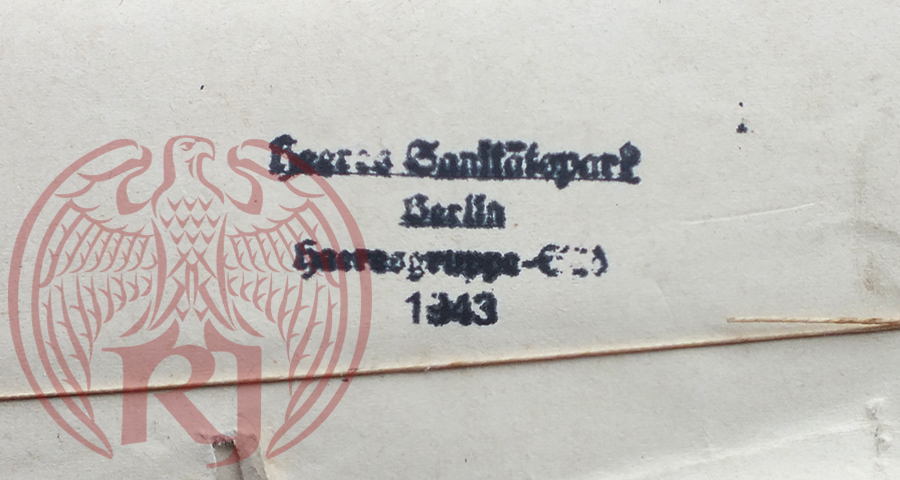 Heeres Sanitätspark
Berlin
Heeresgruppe-
1943
RJ